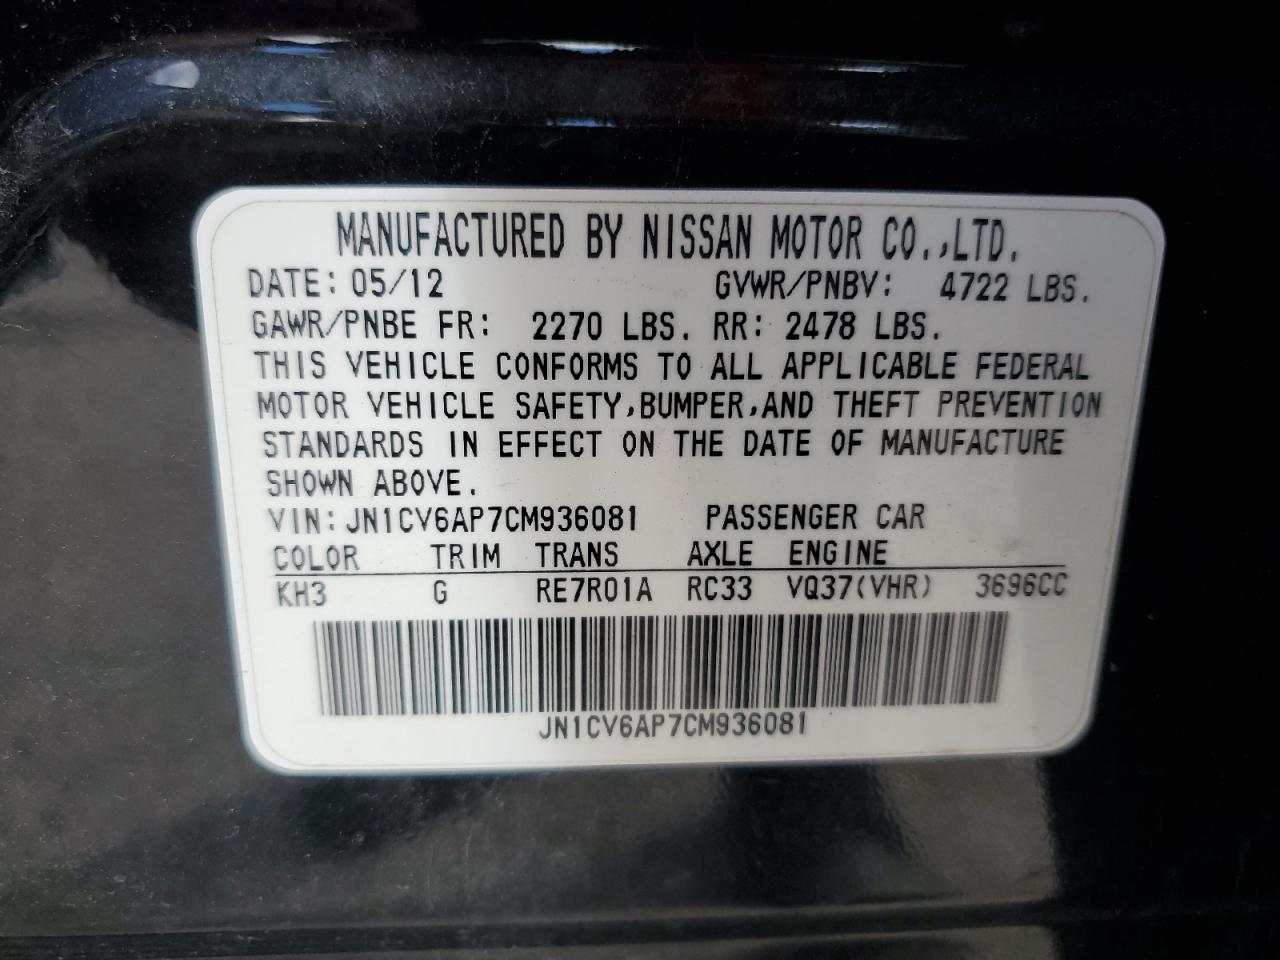 MANUFACTURED BY NISSAN MOTOR CO.,LTD.
DATE: 05/12 GVWR/PNBV: 4722 LBS.
GAWR/PNBE FR: 2270 LBS. RR: 2478 LBS.
THIS VEHICLE CONFORMS TO ALL APPLICABLE FEDERAL
MOTOR VEHICLE SAFETY,BUMPER,AND THEFT PREVENTION
STANDARDS IN EFFECT ON THE DATE OF MANUFACTURE
SHOWN ABOVE.
VIN: JN1CV6AP7CM936081 PASSENGER CAR
COLOR TRIM TRANS AXLE ENGINE
KH3 G RE7R01A RC33 VQ37(VHR) 3696CC
JN1CV6AP7CM936081